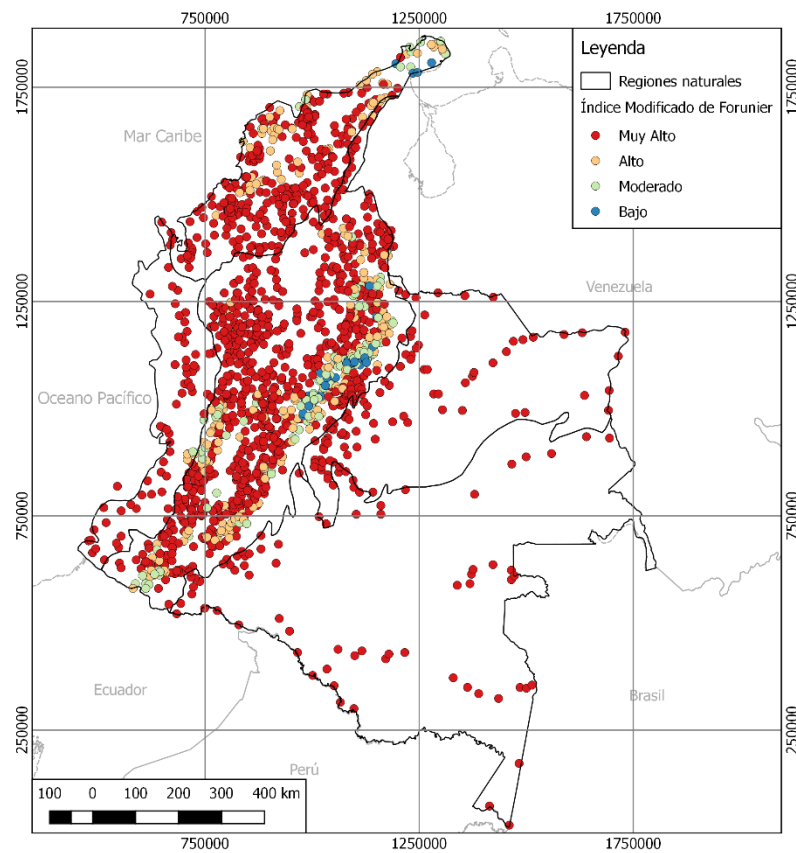 750000 1250000 1750000
Leyenda
Regiones naturales
Índice Modificado de Forunier
Muy Alto
Alto
Moderado
Bajo
1750000
1750000
Mar Caribe
Venezuela
1250000
1250000
Oceano Pacífico
750000
750000
Ecuador
Brasil
250000
250000
Perú
100 0 100 200 300 400 km
750000 1250000 1750000